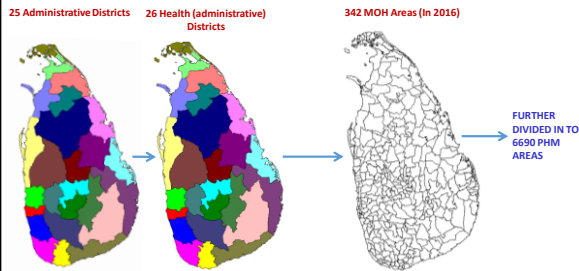 25 Administrative Districts
26 Health (administrative)
Districts
342 MOH Areas (In 2016)
FURTHER
DIVIDED IN TO
6690 PHM
AREAS